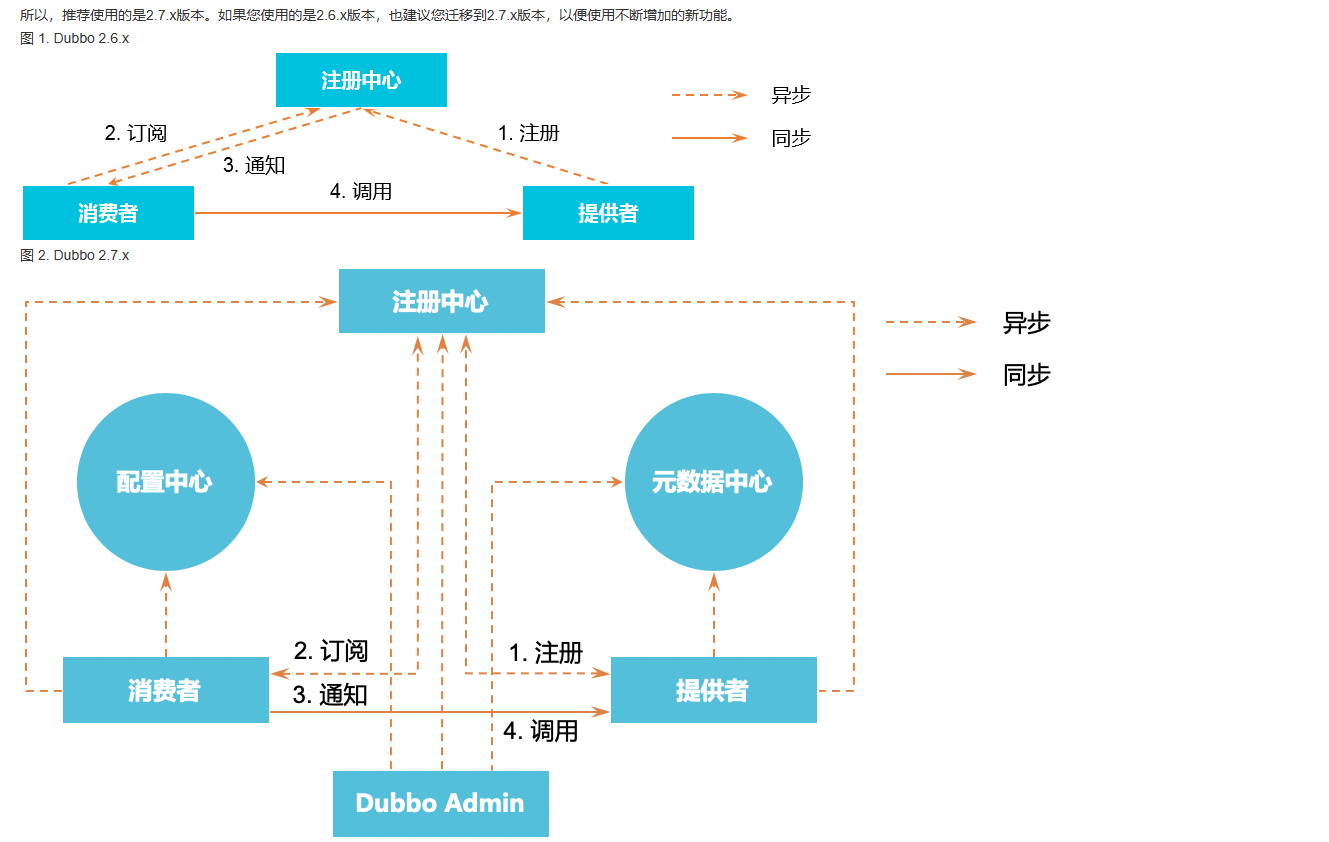 所以，推荐使用的是2.7.x版本。如果您使用的是2.6.x版本，也建议您迁移到2.7.x版本，以便使用不断增加的新功能。
图 1. Dubbo 2.6.x
注册中心
异步
2. 订阅
1. 注册
同步
3. 通知
4. 调用
消费者
提供者
图 2. Dubbo 2.7.x
注册中心
异步
同步
配置中心
元数据中心
2. 订阅
1. 注册
消费者
3. 通知
提供者
4. 调用
Dubbo Admin